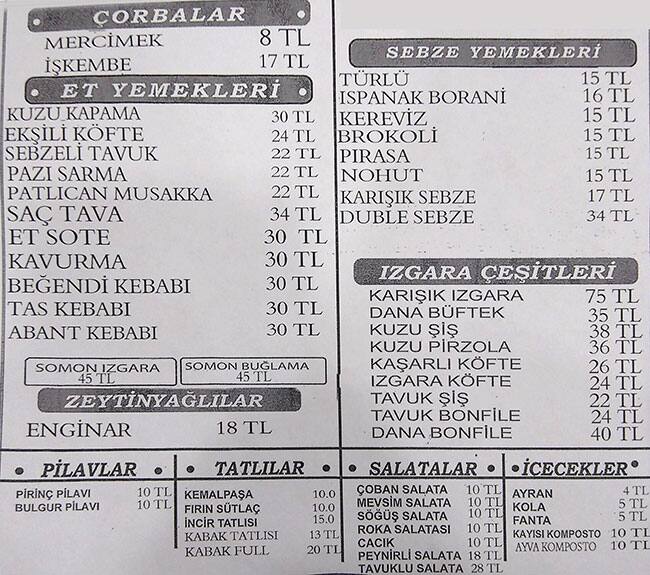 ÇORBALAR
MERCİMEK 8 TL
İŞKEMBE 17 TL
ET YEMEKLERİ
KUZU KAPAMA 30 TL
EKŞİLİ KÖFTE 24 TL
SEBZELİ TAVUK 22 TL
PAZI SARMA 22 TL
PATLICAN MUSAKKA 22 TL
SAÇ TAVA 34 TL
ET SOTE 30 TL
KAVURMA 30 TL
BEĞENDİ KEBABI 30 TL
TAS KEBABI 30 TL
ABANT KEBABI 30 TL
SOMON IZGARA
45 TL
SOMON BUĞLAMA
45 TL
ZEYTİNYAĞLILAR
ENGİNAR 18 TL
SEBZE YEMEKLERİ
TÜRLÜ 15 TL
ISPANAK BORANİ 16 TL
KEREVİZ 15 TL
BROKOLİ 15 TL
PIRASA 15 TL
NOHUT 15 TL
KARIŞIK SEBZE 17 TL
DUBLE SEBZE 34 TL
IZGARA ÇEŞİTLERİ
KARIŞIK IZGARA 75 TL
DANA BÜFTEK 35 TL
KUZU ŞİŞ 38 TL
KUZU PİRZOLA 36 TL
KAŞARLI KÖFTE 26 TL
IZGARA KÖFTE 24 TL
TAVUK ŞİŞ 22 TL
TAVUK BONFİLE 24 TL
DANA BONFİLE 40 TL
PİLAVLAR
PİRİNÇ PİLAVI 10 TL
BULGUR PİLAVI 10 TL
TATLILAR
KEMALPAŞA 10.0
FIRIN SÜTLAÇ 10.0
İNCİR TATLISI 15.0
KABAK TATLISI 13 TL
KABAK FULL 20 TL
SALATALAR
ÇOBAN SALATA 10 TL
MEVSİM SALATA 10 TL
SÖĞÜŞ SALATA 10 TL
ROKA SALATASI 10 TL
CACIK 10 TL
PEYNİRLİ SALATA 18 TL
TAVUKLU SALATA 28 TL
İCECEKLER
AYRAN 4 TL
KOLA 5 TL
FANTA 5 TL
KAYISI KOMPOSTO 10 TL
AYVA KOMPOSTO 10 TL